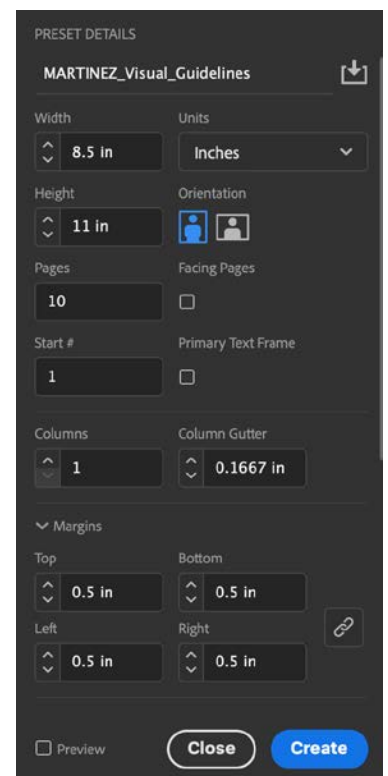 PRESET DETAILS
MARTINEZ_Visual_Guidelines
Width Units
8.5 in Inches
Height Orientation
11 in
Pages Facing Pages
10
Start # Primary Text Frame
1
Columns Column Gutter
1 0.1667 in
Margins
Top Bottom
0.5 in 0.5 in
Left Right
0.5 in 0.5 in
Preview Close Create